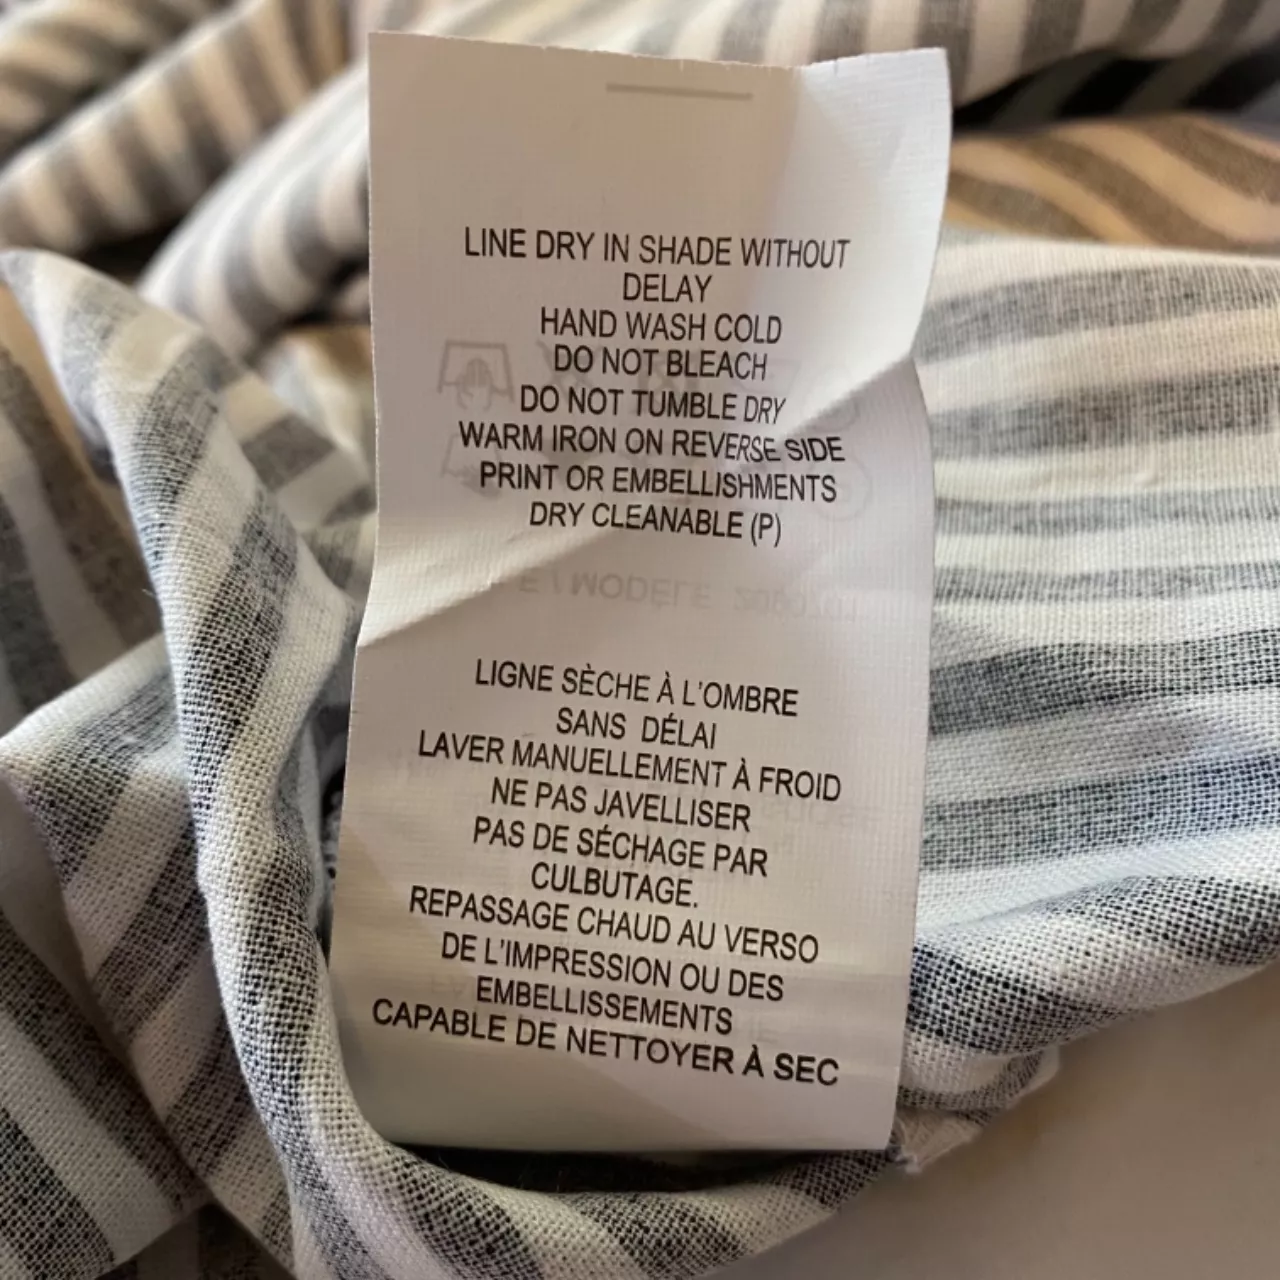 LINE DRY IN SHADE WITHOUT
DELAY
HAND WASH COLD
DO NOT BLEACH
DO NOT TUMBLE DRY
WARM IRON ON REVERSE SIDE
PRINT OR EMBELLISHMENTS
DRY CLEANABLE (P)
E / MODÈLE 2060701
LIGNE SÈCHE À L'OMBRE
SANS DÉLAI
LAVER MANUELLEMENT À FROID
NE PAS JAVELLISER
PAS DE SÉCHAGE PAR
CULBUTAGE.
REPASSAGE CHAUD AU VERSO
DE L'IMPRESSION OU DES
EMBELLISSEMENTS
CAPABLE DE NETTOYER À SEC